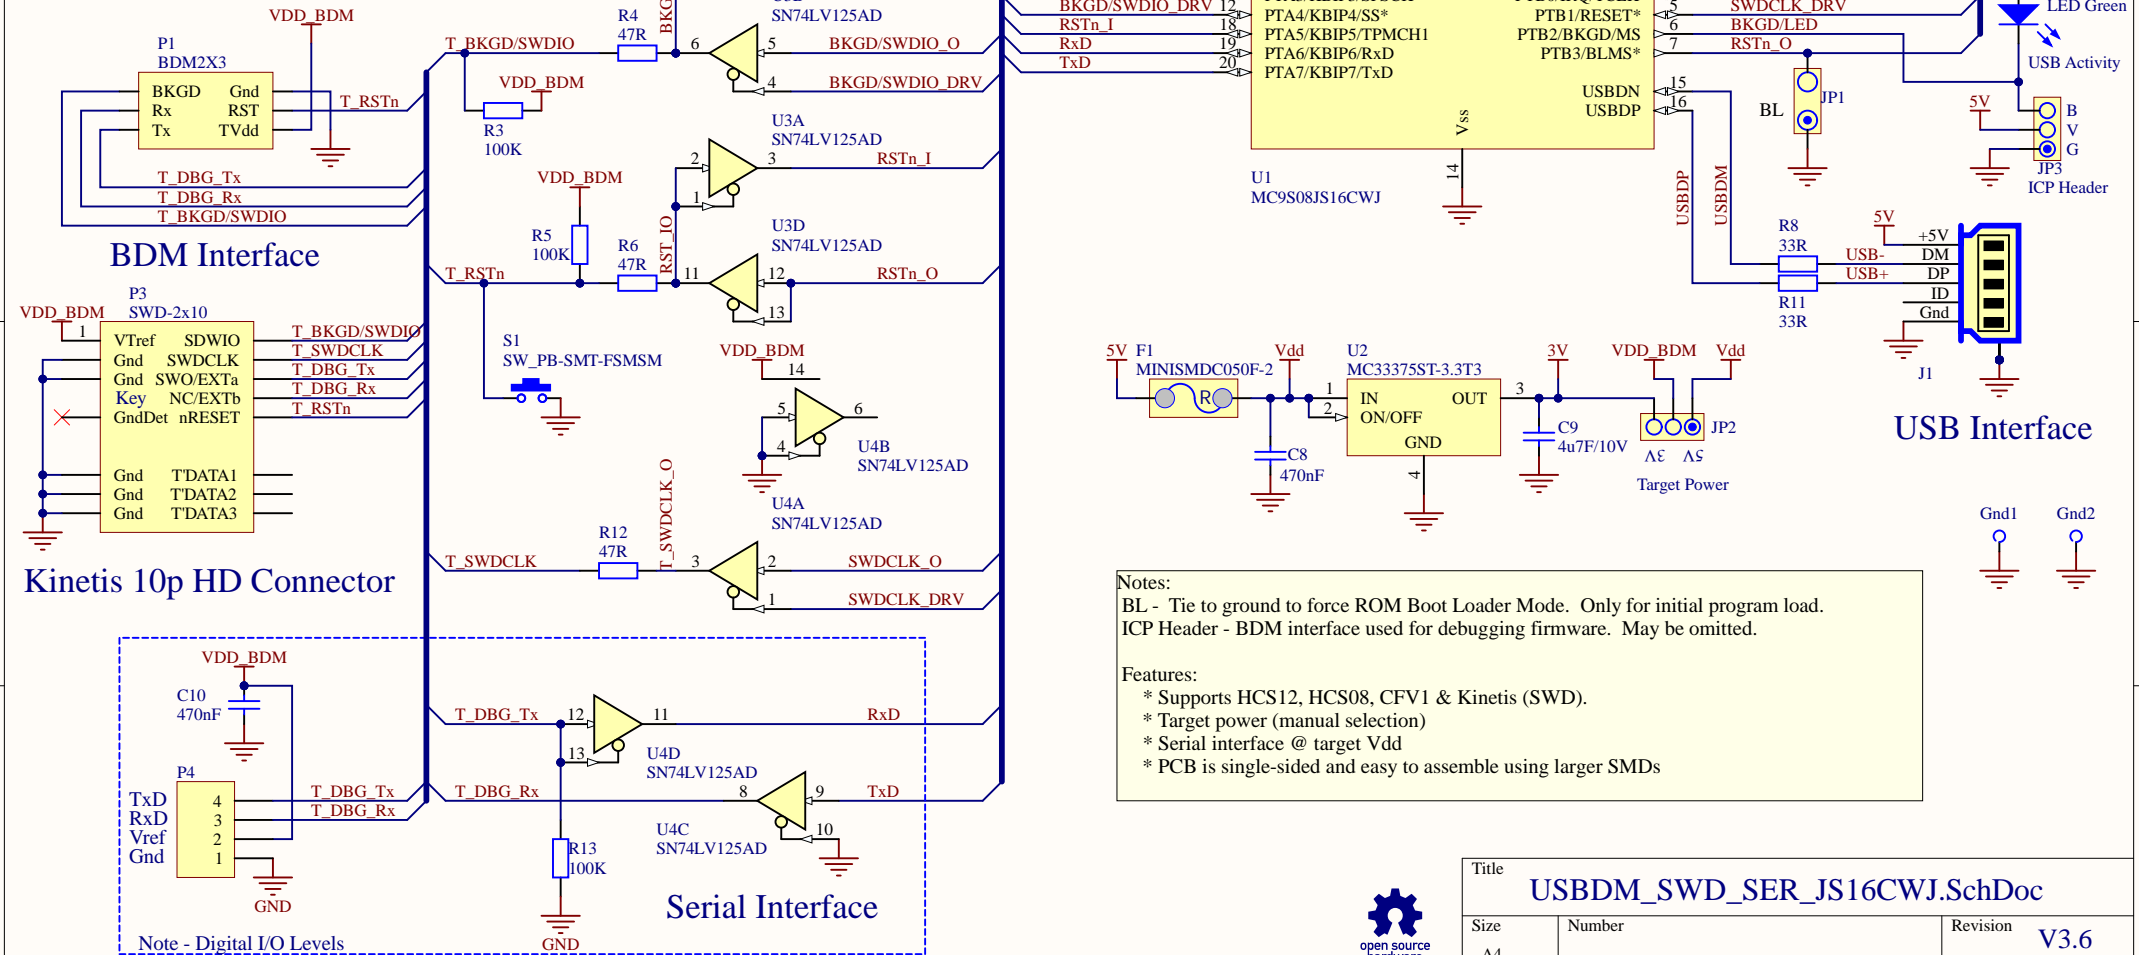 VDD_BDM
P1
BDM2X3
BKGD Gnd
Rx RST
Tx TVdd
T_RSTn
T_DBG_Tx
T_DBG_Rx
T_BKGD/SWDIO
BDM Interface
P3
SWD-2x10
VDD_BDM
1
VTref SDWIO
Gnd SWDCLK
Gnd SWO/EXTa
Key NC/EXTb
GndDet nRESET
Gnd T'DATA1
Gnd T'DATA2
Gnd T'DATA3
T_BKGD/SWDIO
T_SWDCLK
T_DBG_Tx
T_DBG_Rx
T_RSTn
Kinetis 10p HD Connector
R4
47R
SN74LV125AD
T_BKGD/SWDIO
6
5
BKGD/SWDIO_O
4
BKGD/SWDIO_DRV
VDD_BDM
R3
100K
U3A
SN74LV125AD
2
3
RSTn_I
1
VDD_BDM
R5
100K
R6
47R
RST_IO
U3D
SN74LV125AD
T_RSTn
11
12
RSTn_O
13
S1
SW_PB-SMT-FSMSM
VDD_BDM
14
5
6
4
U4B
SN74LV125AD
U4A
SN74LV125AD
R12
47R
T_SWDCLK_O
T_SWDCLK
3
2
SWDCLK_O
1
SWDCLK_DRV
VDD_BDM
C10
470nF
P4
TxD 4
RxD 3
Vref 2
Gnd 1
T_DBG_Tx
T_DBG_Rx
GND
T_DBG_Tx
12
11
RxD
13
U4D
SN74LV125AD
T_DBG_Rx
8
9
TxD
10
U4C
SN74LV125AD
R13
100K
GND
Serial Interface
Note - Digital I/O Levels
BKGD/SWDIO_DRV 12 PTA4/KBIP4/SS*
RSTn_I 18 PTA5/KBIP5/TPMCH1
RxD 19 PTA6/KBIP6/RxD
TxD 20 PTA7/KBIP7/TxD
PTB1/RESET* 5 SWDCLK_DRV
PTB2/BKGD/MS 6 BKGD/LED
PTB3/BLMS* 7 RSTn_O
USBDN 15
USBDP 16
Vss
14
U1
MC9S08JS16CWJ
USBDP
USBDM
BL
JP1
LED Green
USB Activity
5V
B
V
G
JP3
ICP Header
R8
33R
R11
33R
USB-
USB+
5V
+5V
DM
DP
ID
Gnd
J1
USB Interface
5V
F1
MINISMDC050F-2
R
Vdd
U2
MC33375ST-3.3T3
1 IN OUT 3
2 ON/OFF
GND
4
C8
470nF
3V
C9
4u7F/10V
VDD_BDM
Vdd
JP2
3V 5V
Target Power
Gnd1
Gnd2
Notes:
BL - Tie to ground to force ROM Boot Loader Mode. Only for initial program load.
ICP Header - BDM interface used for debugging firmware. May be omitted.
Features:
* Supports HCS12, HCS08, CFV1 & Kinetis (SWD).
* Target power (manual selection)
* Serial interface @ target Vdd
* PCB is single-sided and easy to assemble using larger SMDs
open source
Title
USBDM_SWD_SER_JS16CWJ.SchDoc
Size
Number
Revision
V3.6